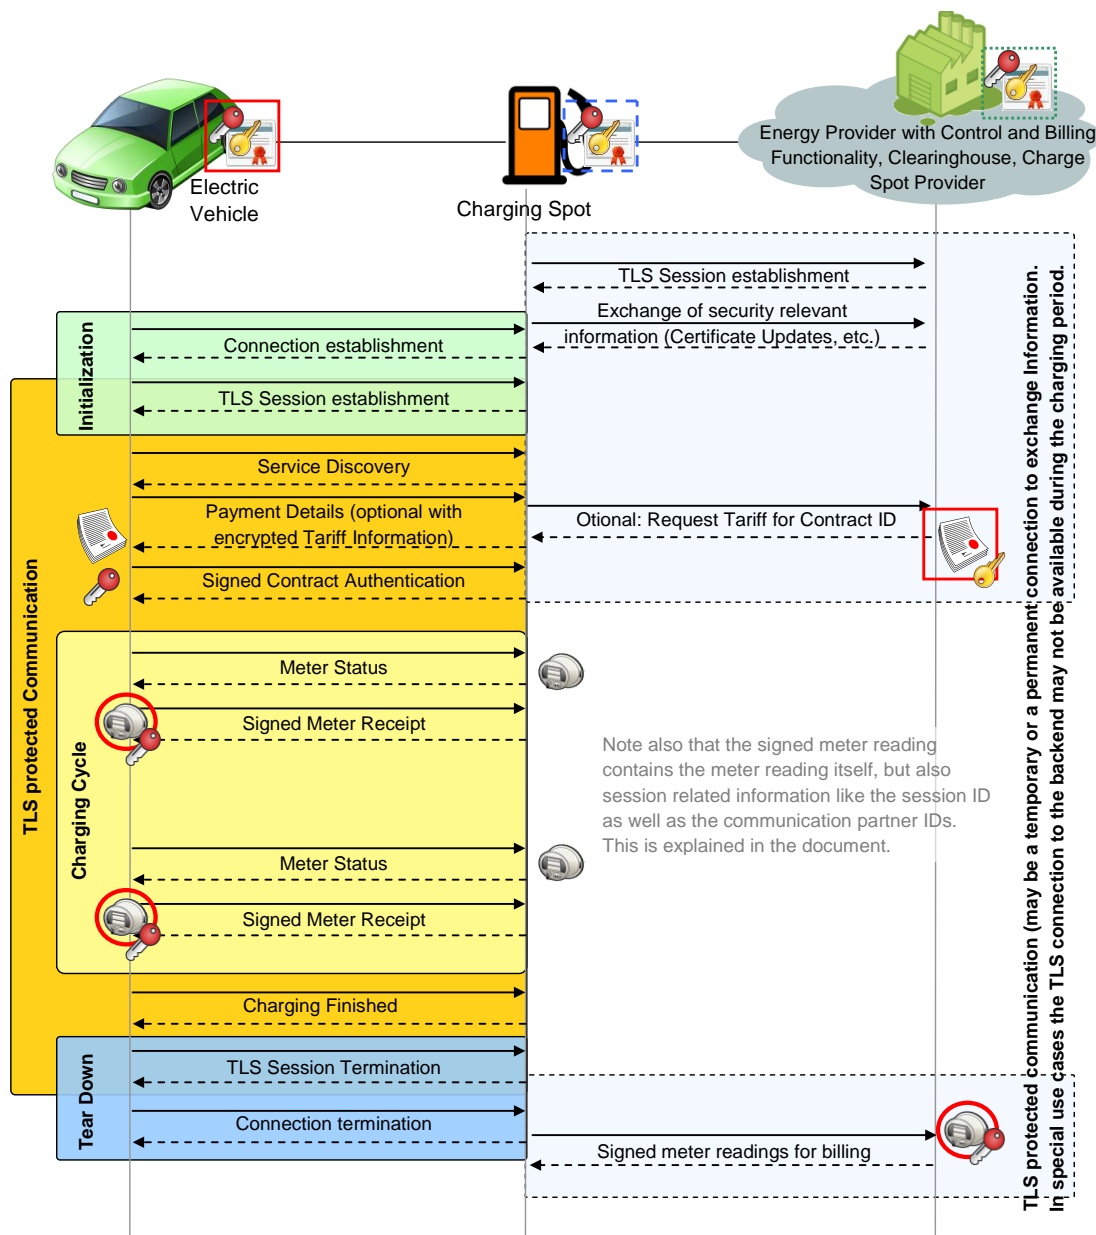 Energy Provider with Control and Billing
Functionality, Clearinghouse, Charge
Spot Provider
Electric
Vehicle
Charging Spot
TLS Session establishment
Exchange of security relevant
information (Certificate Updates, etc.)
Initialization
Connection establishment
TLS Session establishment
TLS protected Communication
Service Discovery
Payment Details (optional with
encrypted Tariff Information)
Otional: Request Tariff for Contract ID
Signed Contract Authentication
Charging Cycle
Meter Status
Signed Meter Receipt
Note also that the signed meter reading
contains the meter reading itself, but also
session related information like the session ID
as well as the communication partner IDs.
This is explained in the document.
Meter Status
Signed Meter Receipt
Charging Finished
Tear Down
TLS Session Termination
Connection termination
Signed meter readings for billing
TLS protected communication (may be a temporary or a permanent connection to exchange Information.
In special use cases the TLS connection to the backend may not be available during the charging period.